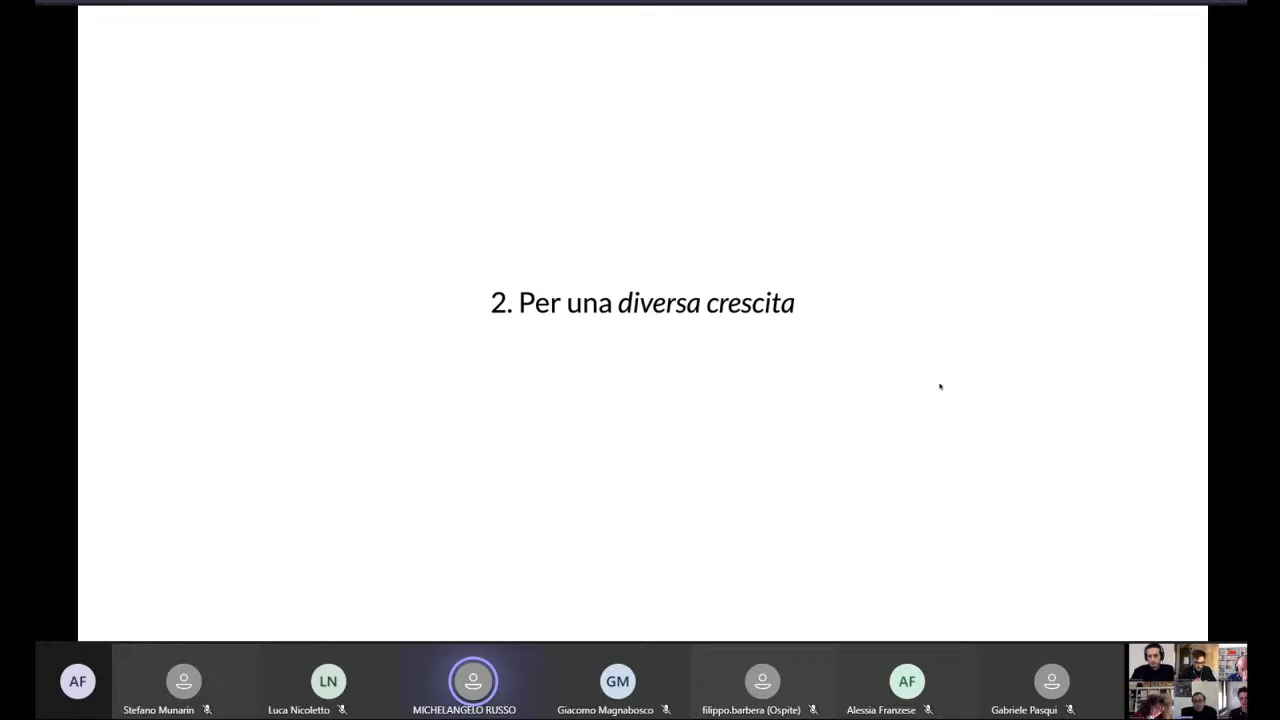 2. Per una diversa crescita
AF
Stefano Munarin
LN
Luca Nicoletto
MICHELANGELO RUSSO
GM
Giacomo Magnabosco
filippo.barbera (Ospite)
AF
Alessia Franzese
Gabriele Pasqui